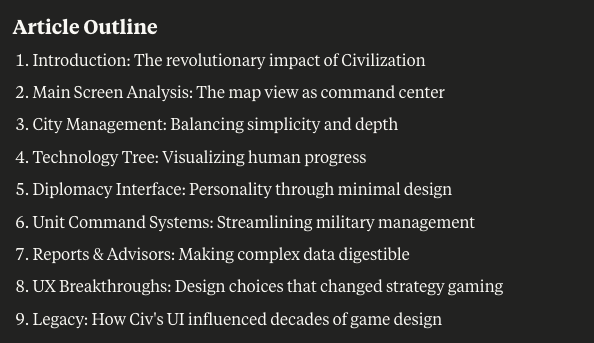 Article Outline
1. Introduction: The revolutionary impact of Civilization
2. Main Screen Analysis: The map view as command center
3. City Management: Balancing simplicity and depth
4. Technology Tree: Visualizing human progress
5. Diplomacy Interface: Personality through minimal design
6. Unit Command Systems: Streamlining military management
7. Reports & Advisors: Making complex data digestible
8. UX Breakthroughs: Design choices that changed strategy gaming
9. Legacy: How Civ's UI influenced decades of game design